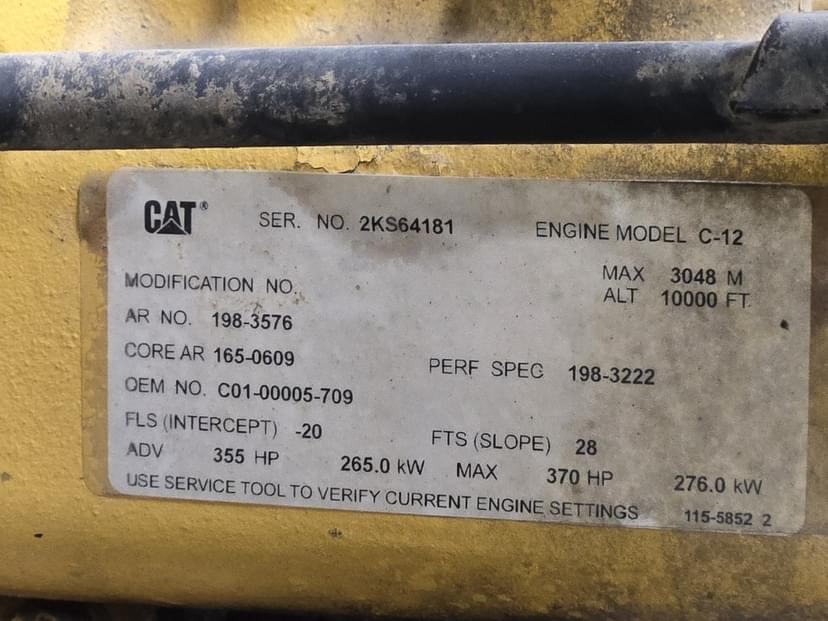 CAT® SER. NO. 2KS64181 ENGINE MODEL C-12
MAX 3048 M
MODIFICATION NO.
ALT 10000 FT.
AR NO. 198-3576
CORE AR 165-0609
PERF SPEC 198-3222
OEM NO. C01-00005-709
FLS (INTERCEPT) -20
FTS (SLOPE) 28
ADV 355 HP 265.0 kW MAX 370 HP 276.0 kW
USE SERVICE TOOL TO VERIFY CURRENT ENGINE SETTINGS 115-5852 2